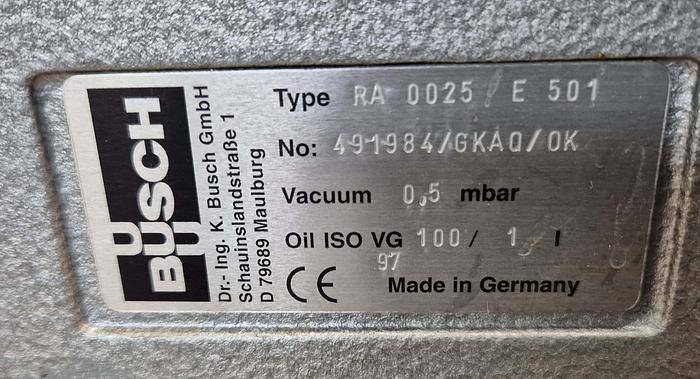 BUSCH
Dr.- Ing. K. Busch GmbH
Schauinslandstraße 1
D 79689 Maulburg
Type RA 0025 / E 501
No: 491984/GKAQ/OK
Vacuum 0,5 mbar
Oil ISO VG 100 / 1 l
97
CE Made in Germany